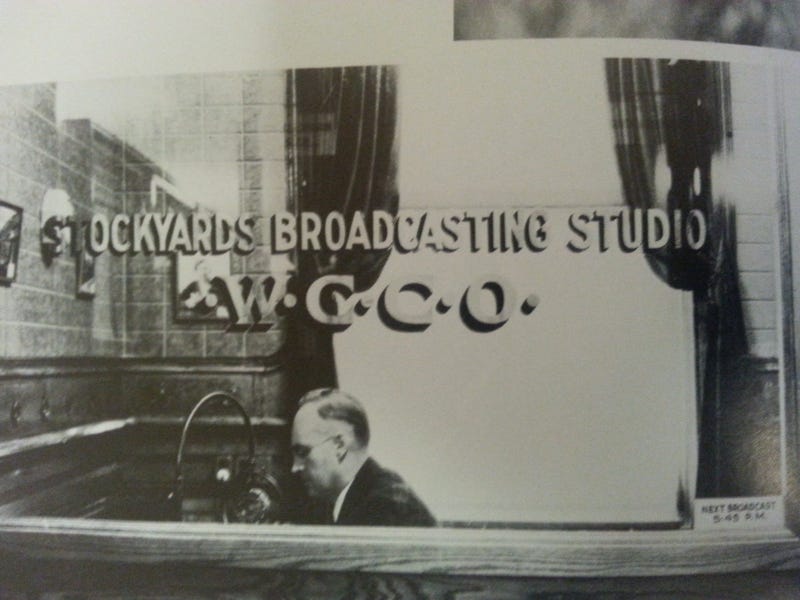 STOCKYARDS BROADCASTING STUDIO
·W·C·C·O·
NEXT BROADCAST
5-45 P.M.